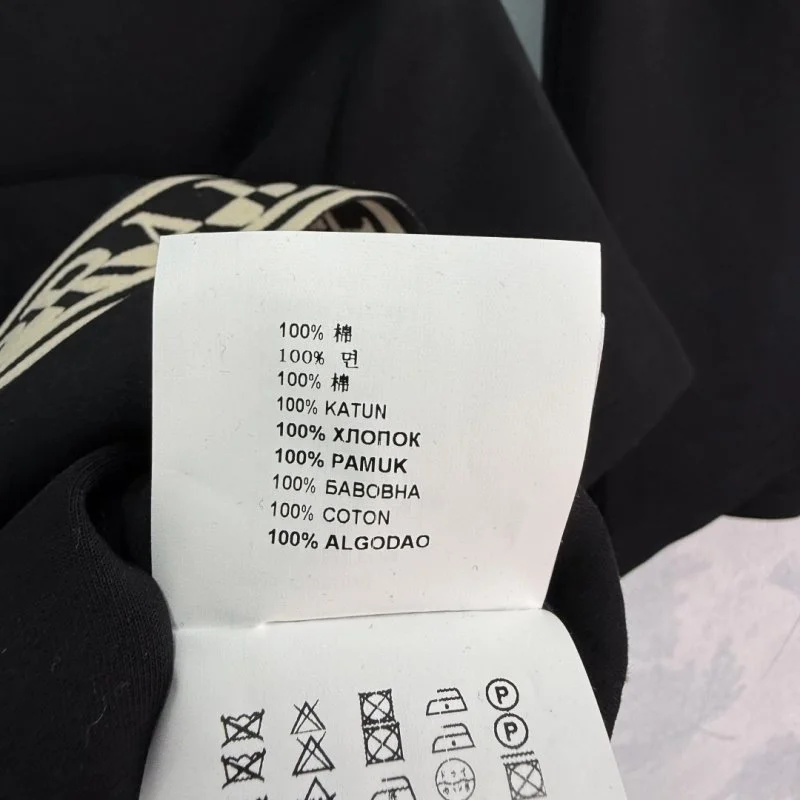 100% 棉
100% 면
100% 棉
100% KATUN
100% ХЛОПОК
100% PAMUK
100% БАВОВНА
100% COTON
100% ALGODAO
P
P